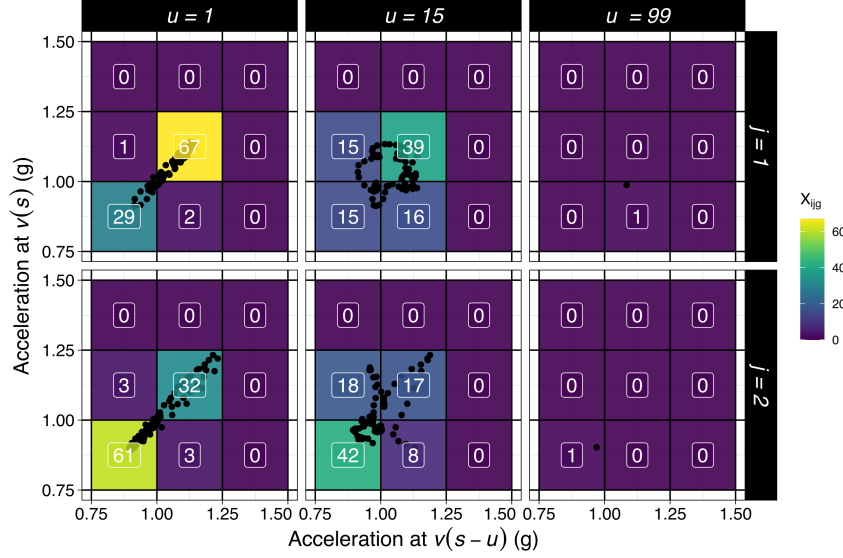 u = 1 u = 15 u = 99
1.50
0 0 0 0 0 0 0 0 0
1.25
1 67 0 15 39 0 0 0 0
j = 1
1.00
29 2 0 15 16 0 0 1 0
0.75
Acceleration at v(s) (g)
1.50
0 0 0 0 0 0 0 0 0
1.25
3 32 0 18 17 0 0 0 0
j = 2
1.00
61 3 0 42 8 0 1 0 0
0.75
0.75 1.00 1.25 1.50 0.75 1.00 1.25 1.50 0.75 1.00 1.25 1.50
Acceleration at v(s – u) (g)
Xijg
60
40
20
0